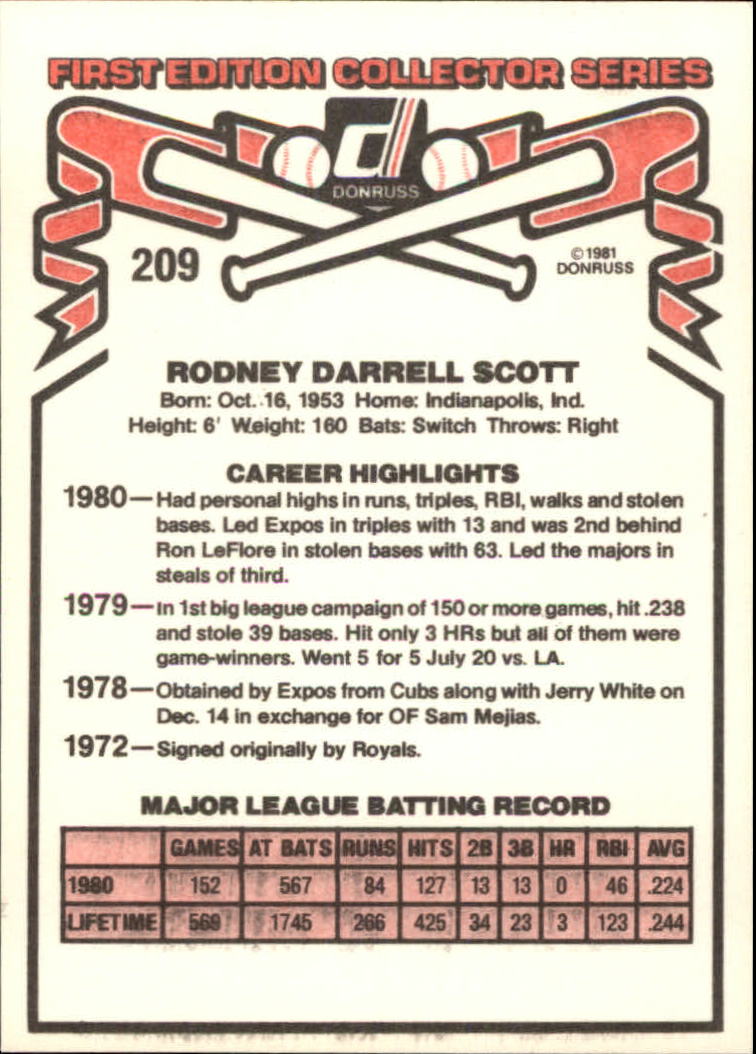 FIRST EDITION COLLECTOR SERIES
d
DONRUSS
209
©1981
DONRUSS
RODNEY DARRELL SCOTT
Born: Oct. 16, 1953 Home: Indianapolis, Ind.
Height: 6' Weight: 160 Bats: Switch Throws: Right
CAREER HIGHLIGHTS
1980—Had personal highs in runs, triples, RBI, walks and stolen
bases. Led Expos in triples with 13 and was 2nd behind
Ron LeFlore in stolen bases with 63. Led the majors in
steals of third.
1979—In 1st big league campaign of 150 or more games, hit .238
and stole 39 bases. Hit only 3 HRs but all of them were
game-winners. Went 5 for 5 July 20 vs. LA.
1978—Obtained by Expos from Cubs along with Jerry White on
Dec. 14 in exchange for OF Sam Mejias.
1972—Signed originally by Royals.
MAJOR LEAGUE BATTING RECORD
GAMES AT BATS RUNS HITS 2B 3B HR RBI AVG
1980 152 567 84 127 13 13 0 46 .224
LIFETIME 569 1745 266 425 34 23 3 123 .244